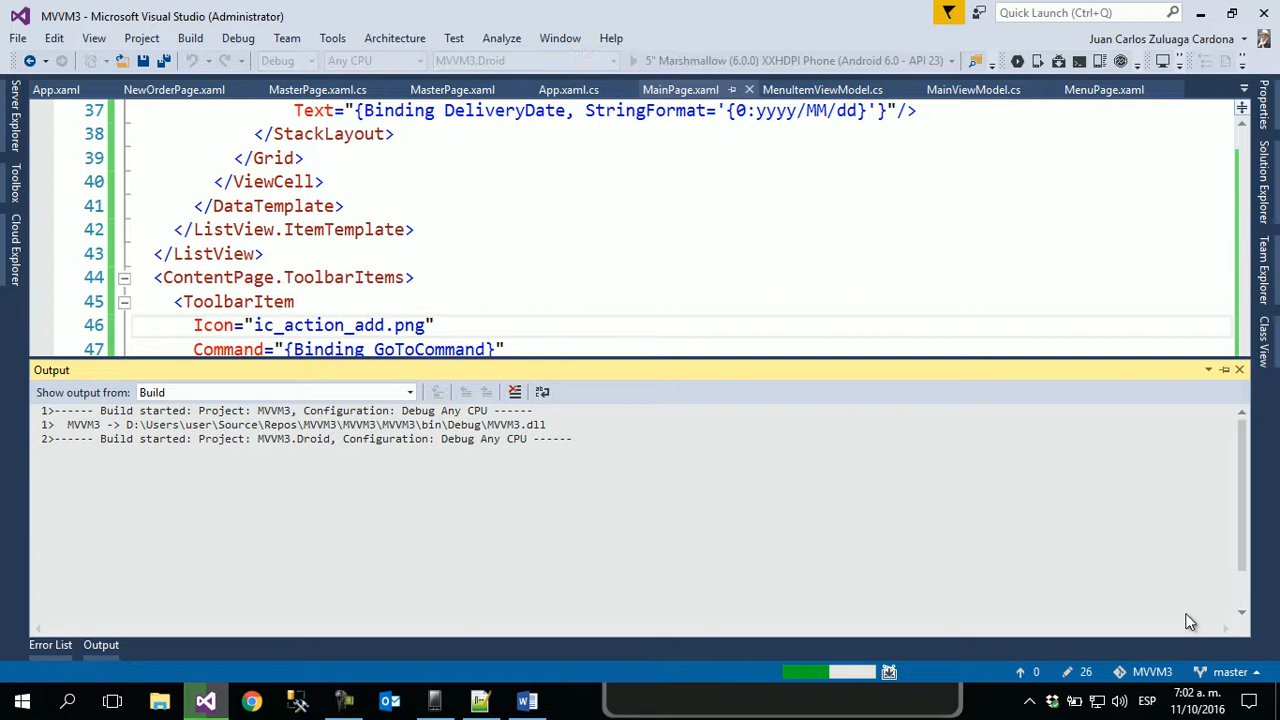 MVVM3 - Microsoft Visual Studio (Administrator)
Quick Launch (Ctrl+Q)
File Edit View Project Build Debug Team Tools Architecture Test Analyze Window Help
Juan Carlos Zuluaga Cardona
Debug Any CPU MVVM3.Droid 5" Marshmallow (6.0.0) XXHDPI Phone (Android 6.0 - API 23)
App.xaml NewOrderPage.xaml MasterPage.xaml.cs MasterPage.xaml App.xaml.cs MainPage.xaml MenuItemViewModel.cs MainViewModel.cs MenuPage.xaml
Server Explorer
Toolbox
Cloud Explorer
37 Text="{Binding DeliveryDate, StringFormat='{0:yyyy/MM/dd}'}"/>
38 </StackLayout>
39 </Grid>
40 </ViewCell>
41 </DataTemplate>
42 </ListView.ItemTemplate>
43 </ListView>
44 <ContentPage.ToolbarItems>
45 <ToolbarItem
46 Icon="ic_action_add.png"
47 Command="{Binding GoToCommand}"
Properties
Solution Explorer
Team Explorer
Class View
Output
Show output from: Build
1>------ Build started: Project: MVVM3, Configuration: Debug Any CPU ------
1>  MVVM3 -> D:\Users\user\Source\Repos\MVVM3\MVVM3\MVVM3\bin\Debug\MVVM3.dll
2>------ Build started: Project: MVVM3.Droid, Configuration: Debug Any CPU ------
Error List Output
0 26 MVVM3 master
ESP
7:02 a. m.
11/10/2016